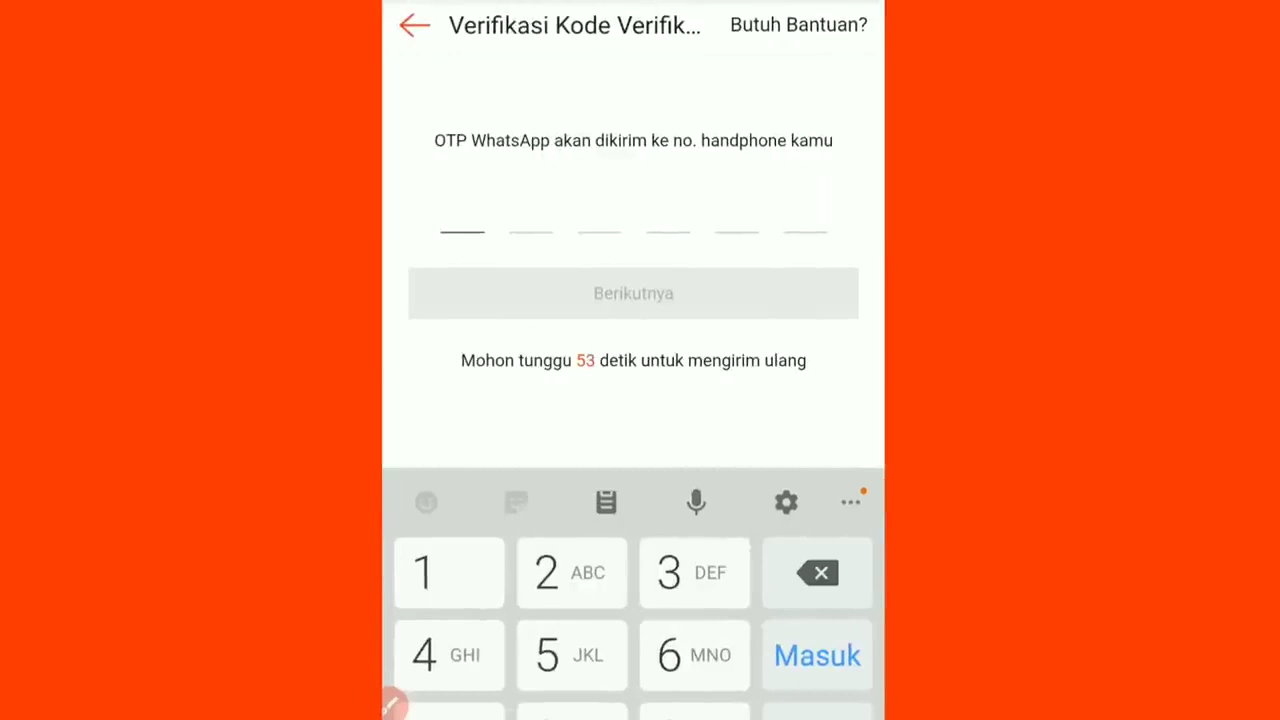 Verifikasi Kode Verifik... Butuh Bantuan?
OTP WhatsApp akan dikirim ke no. handphone kamu
Berikutnya
Mohon tunggu 53 detik untuk mengirim ulang
1 2 ABC 3 DEF
4 GHI 5 JKL 6 MNO Masuk